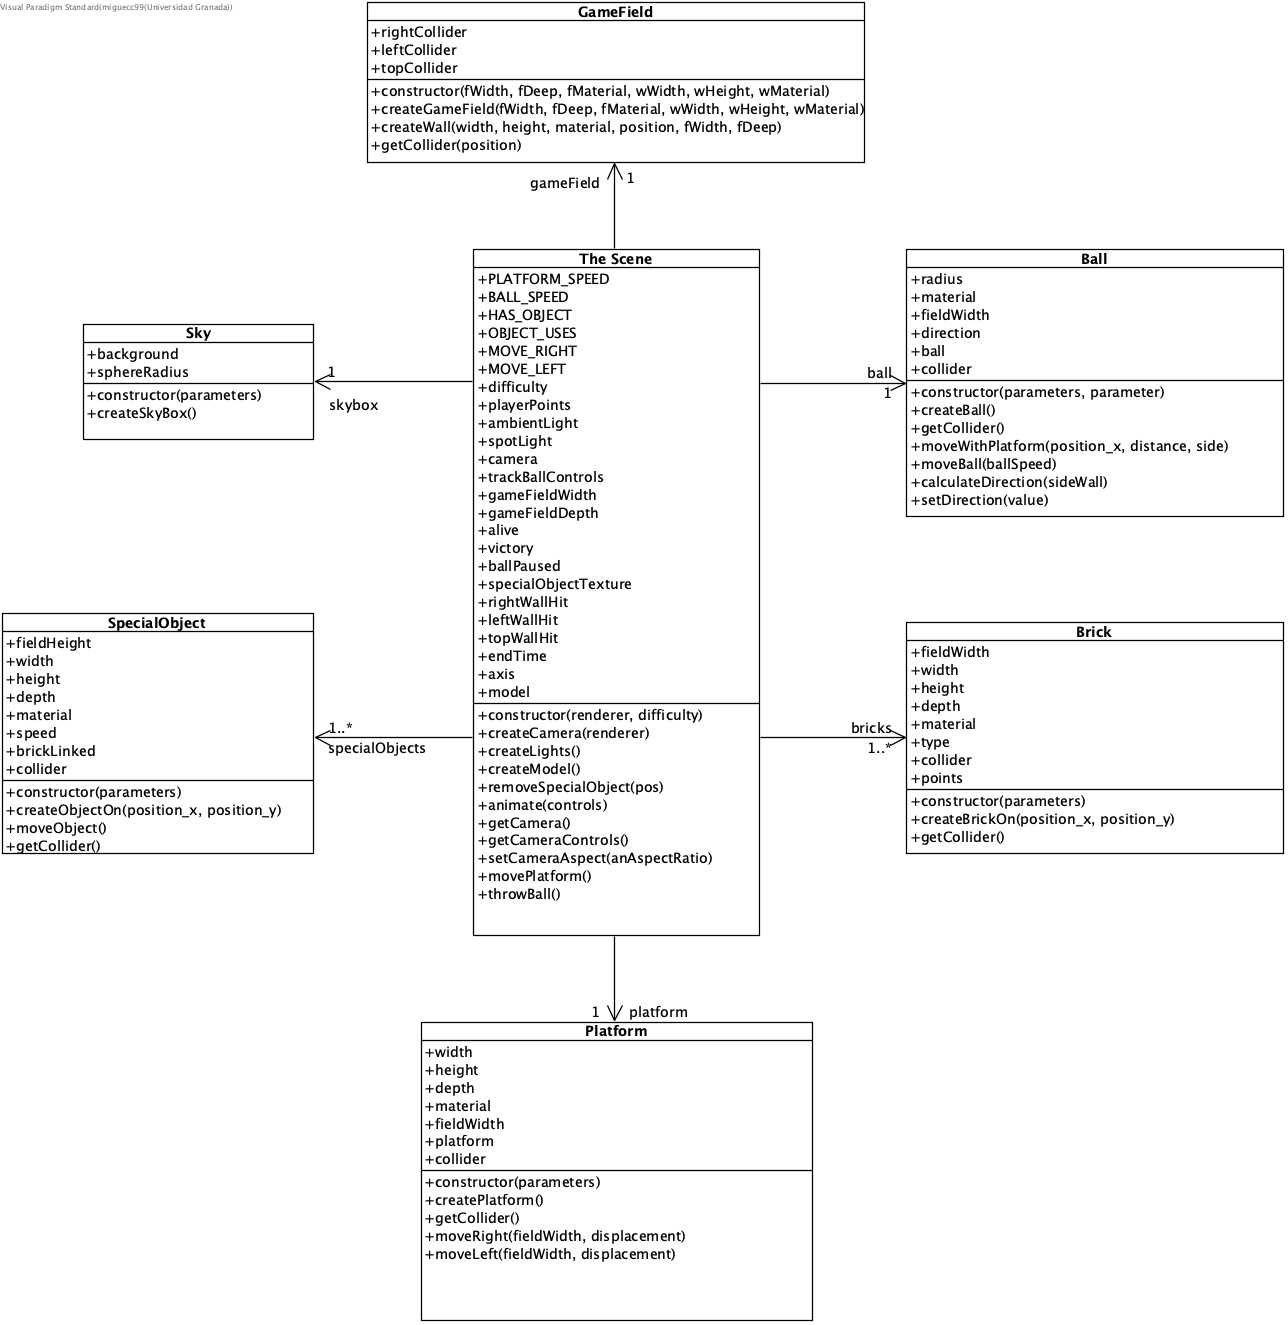 Visual Paradigm Standard(miguecc99(Universidad Granada))
GameField
+rightCollider
+leftCollider
+topCollider
+constructor(fWidth, fDeep, fMaterial, wWidth, wHeight, wMaterial)
+createGameField(fWidth, fDeep, fMaterial, wWidth, wHeight, wMaterial)
+createWall(width, height, material, position, fWidth, fDeep)
+getCollider(position)
gameField
1
Sky
+background
+sphereRadius
+constructor(parameters)
+createSkyBox()
1
skybox
The Scene
+PLATFORM_SPEED
+BALL_SPEED
+HAS_OBJECT
+OBJECT_USES
+MOVE_RIGHT
+MOVE_LEFT
+difficulty
+playerPoints
+ambientLight
+spotLight
+camera
+trackBallControls
+gameFieldWidth
+gameFieldDepth
+alive
+victory
+ballPaused
+specialObjectTexture
+rightWallHit
+leftWallHit
+topWallHit
+endTime
+axis
+model
+constructor(renderer, difficulty)
+createCamera(renderer)
+createLights()
+createModel()
+removeSpecialObject(pos)
+animate(controls)
+getCamera()
+getCameraControls()
+setCameraAspect(anAspectRatio)
+movePlatform()
+throwBall()
ball
1
Ball
+radius
+material
+fieldWidth
+direction
+ball
+collider
+constructor(parameters, parameter)
+createBall()
+getCollider()
+moveWithPlatform(position_x, distance, side)
+moveBall(ballSpeed)
+calculateDirection(sideWall)
+setDirection(value)
SpecialObject
+fieldHeight
+width
+height
+depth
+material
+speed
+brickLinked
+collider
+constructor(parameters)
+createObjectOn(position_x, position_y)
+moveObject()
+getCollider()
1..*
specialObjects
bricks
1..*
Brick
+fieldWidth
+width
+height
+depth
+material
+type
+collider
+points
+constructor(parameters)
+createBrickOn(position_x, position_y)
+getCollider()
1
platform
Platform
+width
+height
+depth
+material
+fieldWidth
+platform
+collider
+constructor(parameters)
+createPlatform()
+getCollider()
+moveRight(fieldWidth, displacement)
+moveLeft(fieldWidth, displacement)